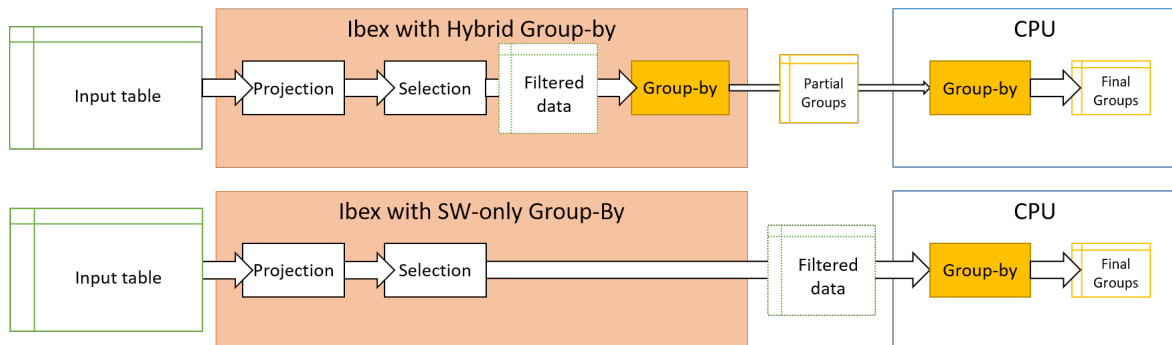 Ibex with Hybrid Group-by
CPU
Input table
Projection
Selection
Filtered
data
Group-by
Partial
Groups
Group-by
Final
Groups
Ibex with SW-only Group-By
CPU
Input table
Projection
Selection
Filtered
data
Group-by
Final
Groups